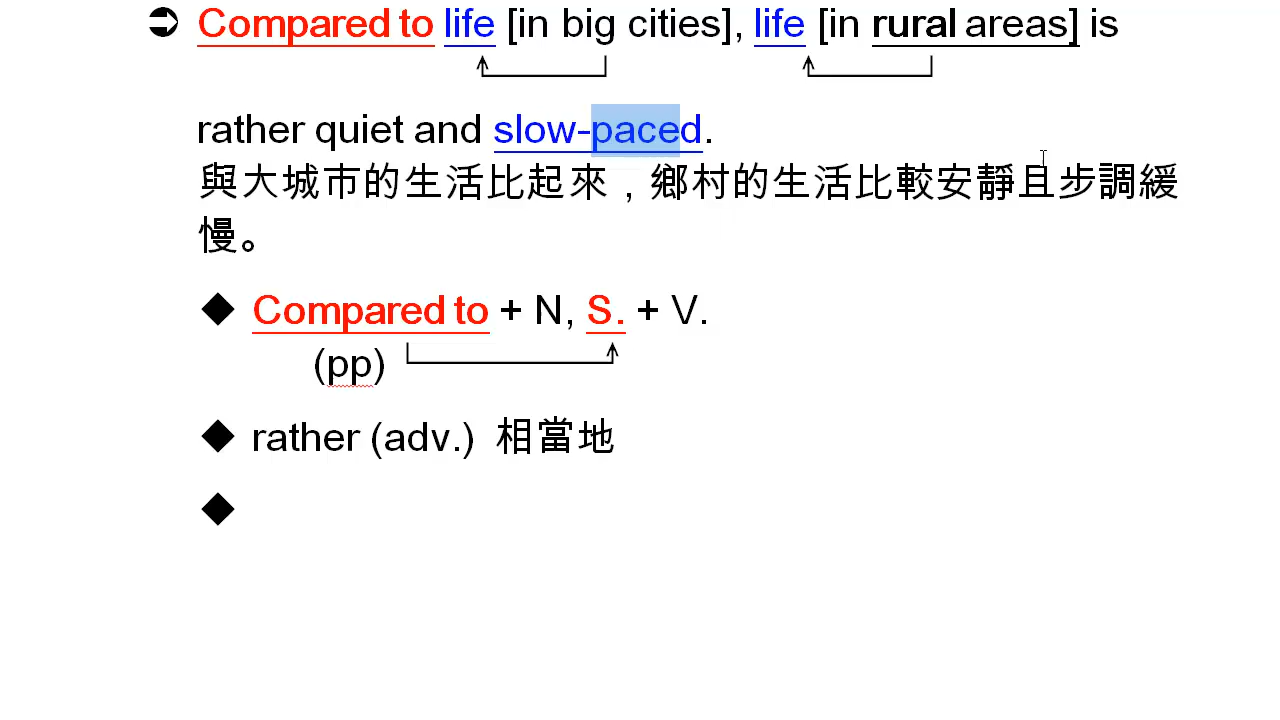 ➲ Compared to life [in big cities], life [in rural areas] is
rather quiet and slow-paced.
與大城市的生活比起來，鄉村的生活比較安靜且步調緩
慢。
◆ Compared to + N, S. + V.
(pp)
◆ rather (adv.) 相當地
◆